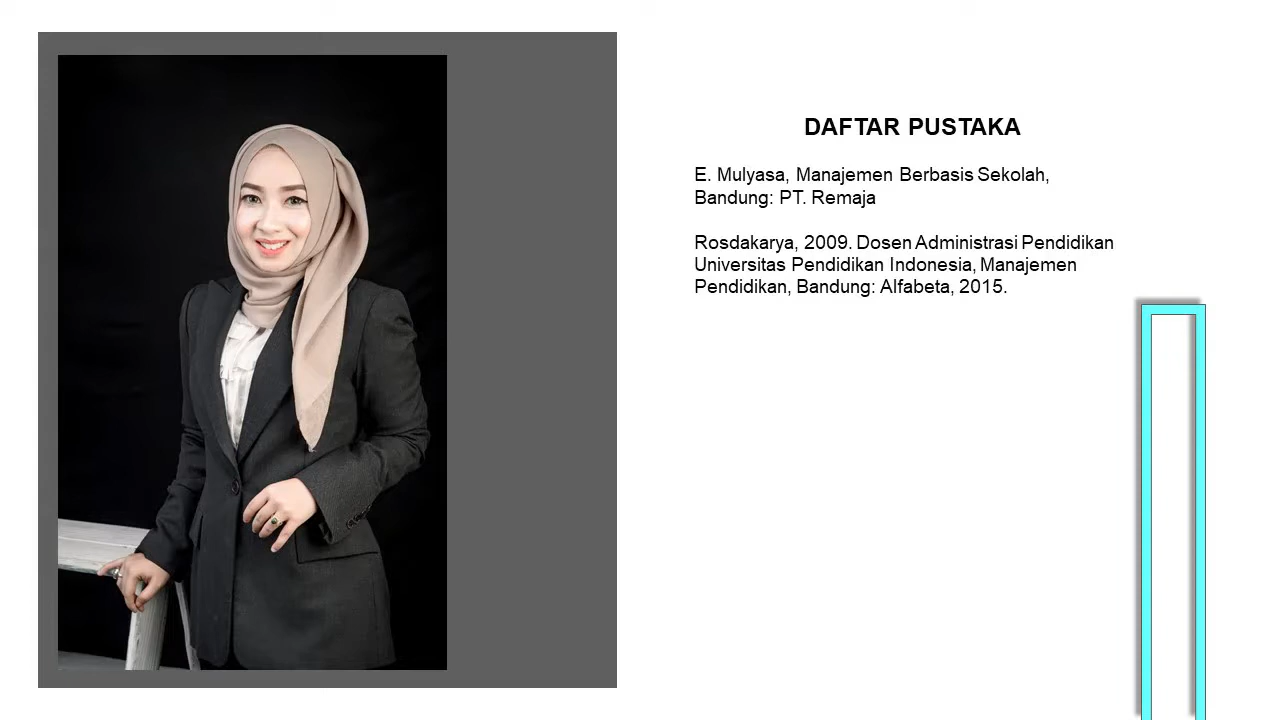 DAFTAR PUSTAKA
E. Mulyasa, Manajemen Berbasis Sekolah,
Bandung: PT. Remaja
Rosdakarya, 2009. Dosen Administrasi Pendidikan
Universitas Pendidikan Indonesia, Manajemen
Pendidikan, Bandung: Alfabeta, 2015.